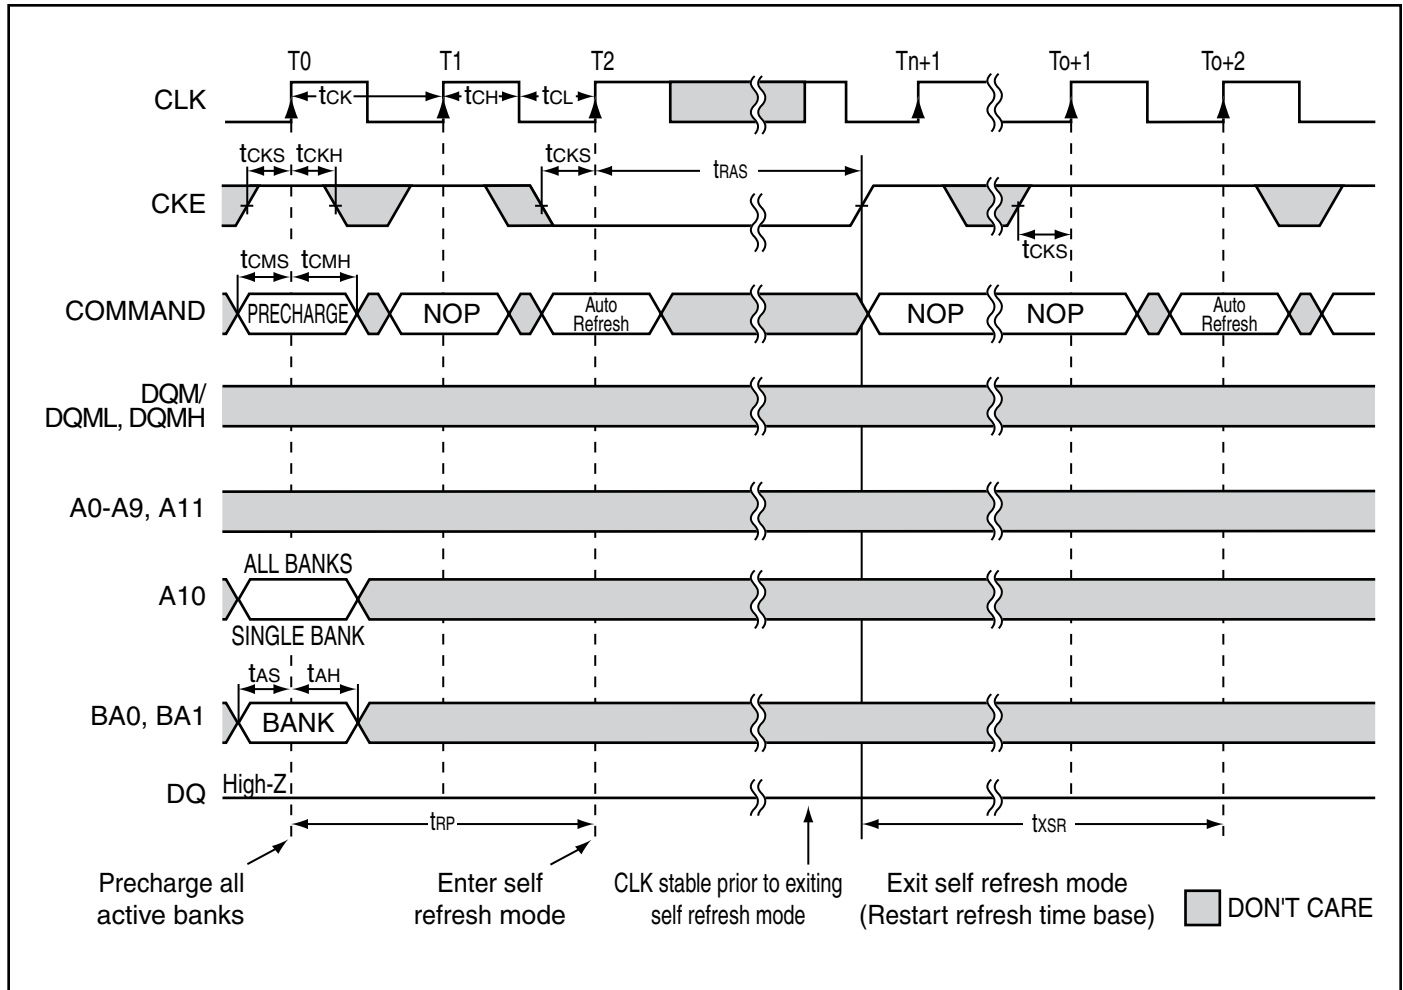 T0 T1 T2 Tn+1 To+1 To+2
CLK tCK tCH tCL
tCKS tCKH tCKS tRAS
CKE
tCKS
tCMS tCMH
COMMAND PRECHARGE NOP Auto Refresh NOP NOP Auto Refresh
DQM/
DQML, DQMH
A0-A9, A11
ALL BANKS
A10
SINGLE BANK
tAS tAH
BA0, BA1 BANK
DQ High-Z
tRP tXSR
Precharge all
active banks
Enter self
refresh mode
CLK stable prior to exiting
self refresh mode
Exit self refresh mode
(Restart refresh time base)
DON'T CARE